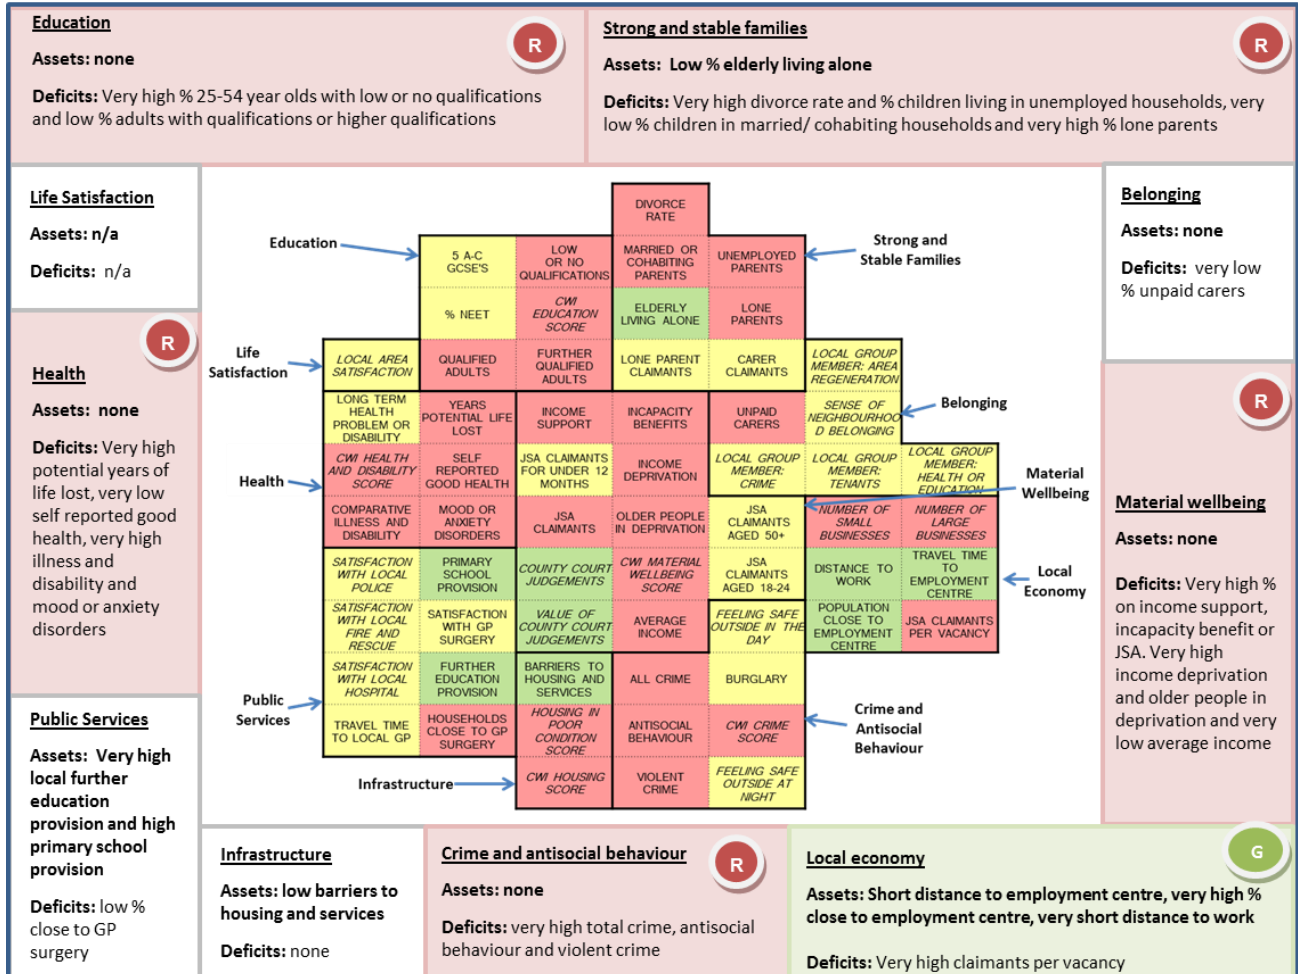 Education
R
Assets: none
Deficits: Very high % 25-54 year olds with low or no qualifications
and low % adults with qualifications or higher qualifications
Strong and stable families
R
Assets: Low % elderly living alone
Deficits: Very high divorce rate and % children living in unemployed households, very
low % children in married/ cohabiting households and very high % lone parents
Life Satisfaction
Assets: n/a
Deficits: n/a
Belonging
Assets: none
Deficits: very low
% unpaid carers
R
Health
Assets: none
Deficits: Very high
potential years of
life lost, very low
self reported good
health, very high
illness and
disability and
mood or anxiety
disorders
Public Services
Assets: Very high
local further
education
provision and high
primary school
provision
Deficits: low %
close to GP
surgery
Education
Life
Satisfaction
Health
Public
Services
Infrastructure
DIVORCE
RATE
5 A-C
GCSE'S
LOW
OR NO
QUALIFICATIONS
MARRIED OR
COHABITING
PARENTS
UNEMPLOYED
PARENTS
% NEET
CWI
EDUCATION
SCORE
ELDERLY
LIVING ALONE
LONE
PARENTS
LOCAL AREA
SATISFACTION
QUALIFIED
ADULTS
FURTHER
QUALIFIED
ADULTS
LONE PARENT
CLAIMANTS
CARER
CLAIMANTS
LOCAL GROUP
MEMBER: AREA
REGENERATION
LONG TERM
HEALTH
PROBLEM OR
DISABILITY
YEARS
POTENTIAL LIFE
LOST
INCOME
SUPPORT
INCAPACITY
BENEFITS
UNPAID
CARERS
SENSE OF
NEIGHBOURHOO
D BELONGING
CWI HEALTH
AND DISABILITY
SCORE
SELF
REPORTED
GOOD HEALTH
JSA CLAIMANTS
FOR UNDER 12
MONTHS
INCOME
DEPRIVATION
LOCAL GROUP
MEMBER:
CRIME
LOCAL GROUP
MEMBER:
TENANTS
LOCAL GROUP
MEMBER:
HEALTH OR
EDUCATION
COMPARATIVE
ILLNESS AND
DISABILITY
MOOD OR
ANXIETY
DISORDERS
JSA
CLAIMANTS
OLDER PEOPLE
IN DEPRIVATION
JSA
CLAIMANTS
AGED 50+
NUMBER OF
SMALL
BUSINESSES
NUMBER OF
LARGE
BUSINESSES
SATISFACTION
WITH LOCAL
POLICE
PRIMARY
SCHOOL
PROVISION
COUNTY COURT
JUDGEMENTS
CWI MATERIAL
WELLBEING
SCORE
JSA
CLAIMANTS
AGED 18-24
DISTANCE TO
WORK
TRAVEL TIME
TO
EMPLOYMENT
CENTRE
SATISFACTION
WITH LOCAL
FIRE AND
RESCUE
SATISFACTION
WITH GP
SURGERY
VALUE OF
COUNTY COURT
JUDGEMENTS
AVERAGE
INCOME
FEELING SAFE
OUTSIDE IN THE
DAY
POPULATION
CLOSE TO
EMPLOYMENT
CENTRE
JSA CLAIMANTS
PER VACANCY
SATISFACTION
WITH LOCAL
HOSPITAL
FURTHER
EDUCATION
PROVISION
BARRIERS TO
HOUSING AND
SERVICES
ALL CRIME
BURGLARY
TRAVEL TIME
TO LOCAL GP
HOUSEHOLDS
CLOSE TO GP
SURGERY
HOUSING IN
POOR
CONDITION
SCORE
ANTISOCIAL
BEHAVIOUR
CWI CRIME
SCORE
CWI HOUSING
SCORE
VIOLENT
CRIME
FEELING SAFE
OUTSIDE AT
NIGHT
Strong and
Stable Families
Belonging
Material
Wellbeing
Local
Economy
Crime and
Antisocial
Behaviour
R
Material wellbeing
Assets: none
Deficits: Very high %
on income support,
incapacity benefit or
JSA. Very high
income deprivation
and older people in
deprivation and very
low average income
Infrastructure
Assets: low barriers to
housing and services
Deficits: none
Crime and antisocial behaviour
R
Assets: none
Deficits: very high total crime, antisocial
behaviour and violent crime
Local economy
G
Assets: Short distance to employment centre, very high %
close to employment centre, very short distance to work
Deficits: Very high claimants per vacancy